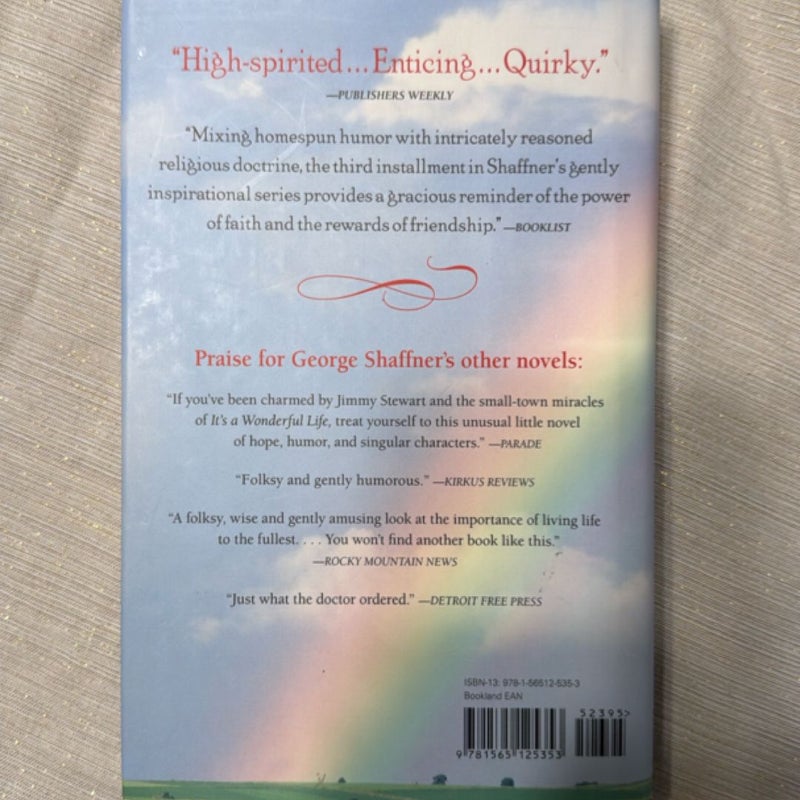 “High-spirited...Enticing...Quirky.”
—PUBLISHERS WEEKLY
“Mixing homespun humor with intricately reasoned
religious doctrine, the third installment in Shaffner's gently
inspirational series provides a gracious reminder of the power
of faith and the rewards of friendship.” —BOOKLIST
Praise for George Shaffner's other novels:
“If you've been charmed by Jimmy Stewart and the small-town miracles
of It's a Wonderful Life, treat yourself to this unusual little novel
of hope, humor, and singular characters.” —PARADE
“Folksy and gently humorous.” —KIRKUS REVIEWS
“A folksy, wise and gently amusing look at the importance of living life
to the fullest. . . . You won't find another book like this.”
—ROCKY MOUNTAIN NEWS
“Just what the doctor ordered.” —DETROIT FREE PRESS
ISBN-13: 978-1-56512-535-3
Bookland EAN
52395>
9 781565 125353